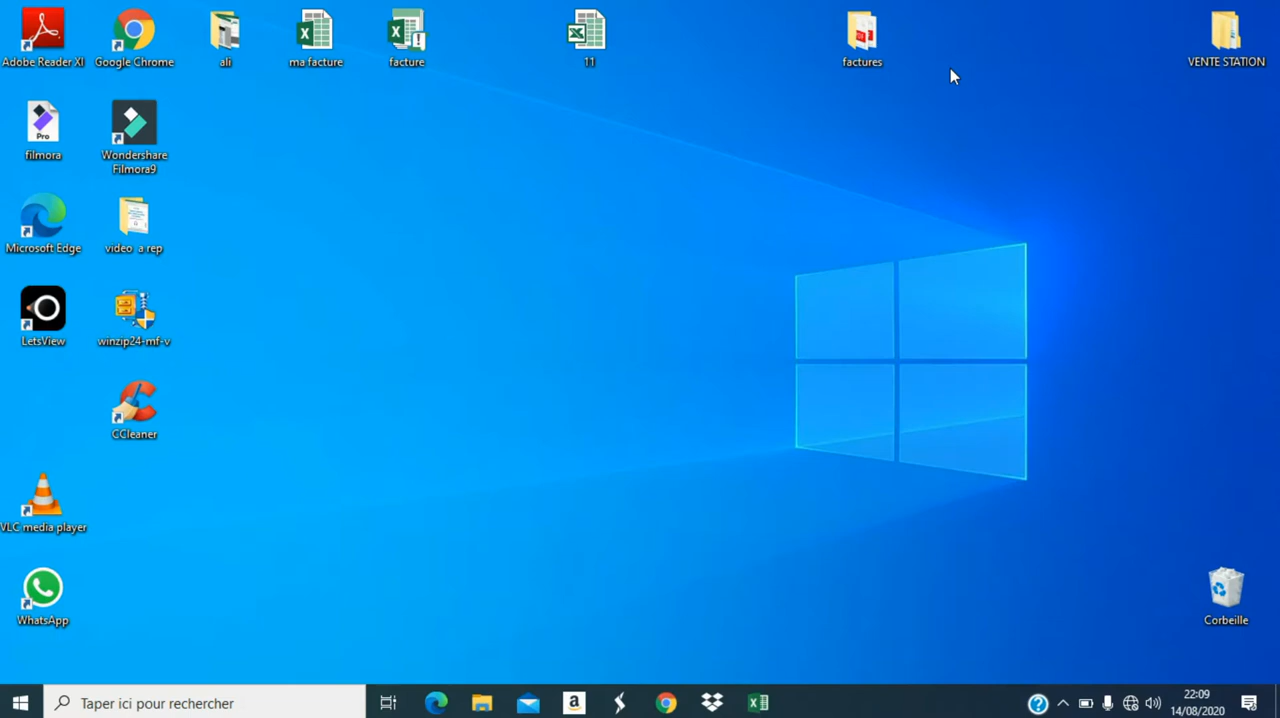 Adobe Reader XI
Google Chrome
ali
ma facture
facture
11
factures
VENTE STATION
Pro
filmora
Wondershare
Filmora9
Microsoft Edge
video a rep
LetsView
winzip24-mf-v
CCleaner
VLC media player
WhatsApp
Corbeille
Taper ici pour rechercher
22:09
14/08/2020